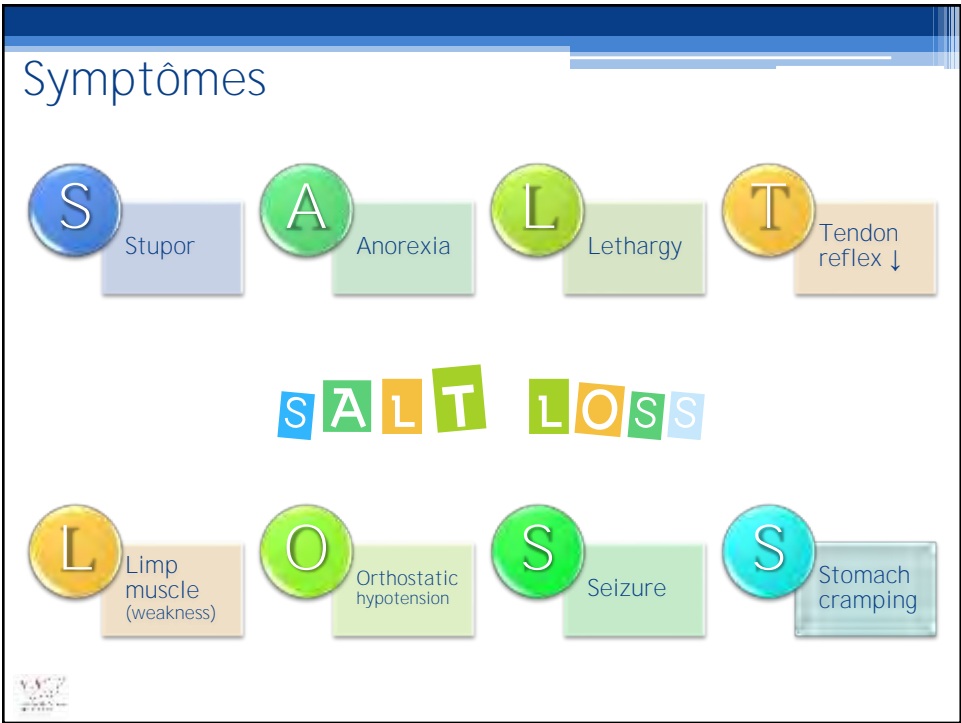 Symptômes
S
Stupor
A
Anorexia
L
Lethargy
T
Tendon
reflex ↓
SALT LOSS
L
Limp
muscle
(weakness)
O
Orthostatic
hypotension
S
Seizure
S
Stomach
cramping